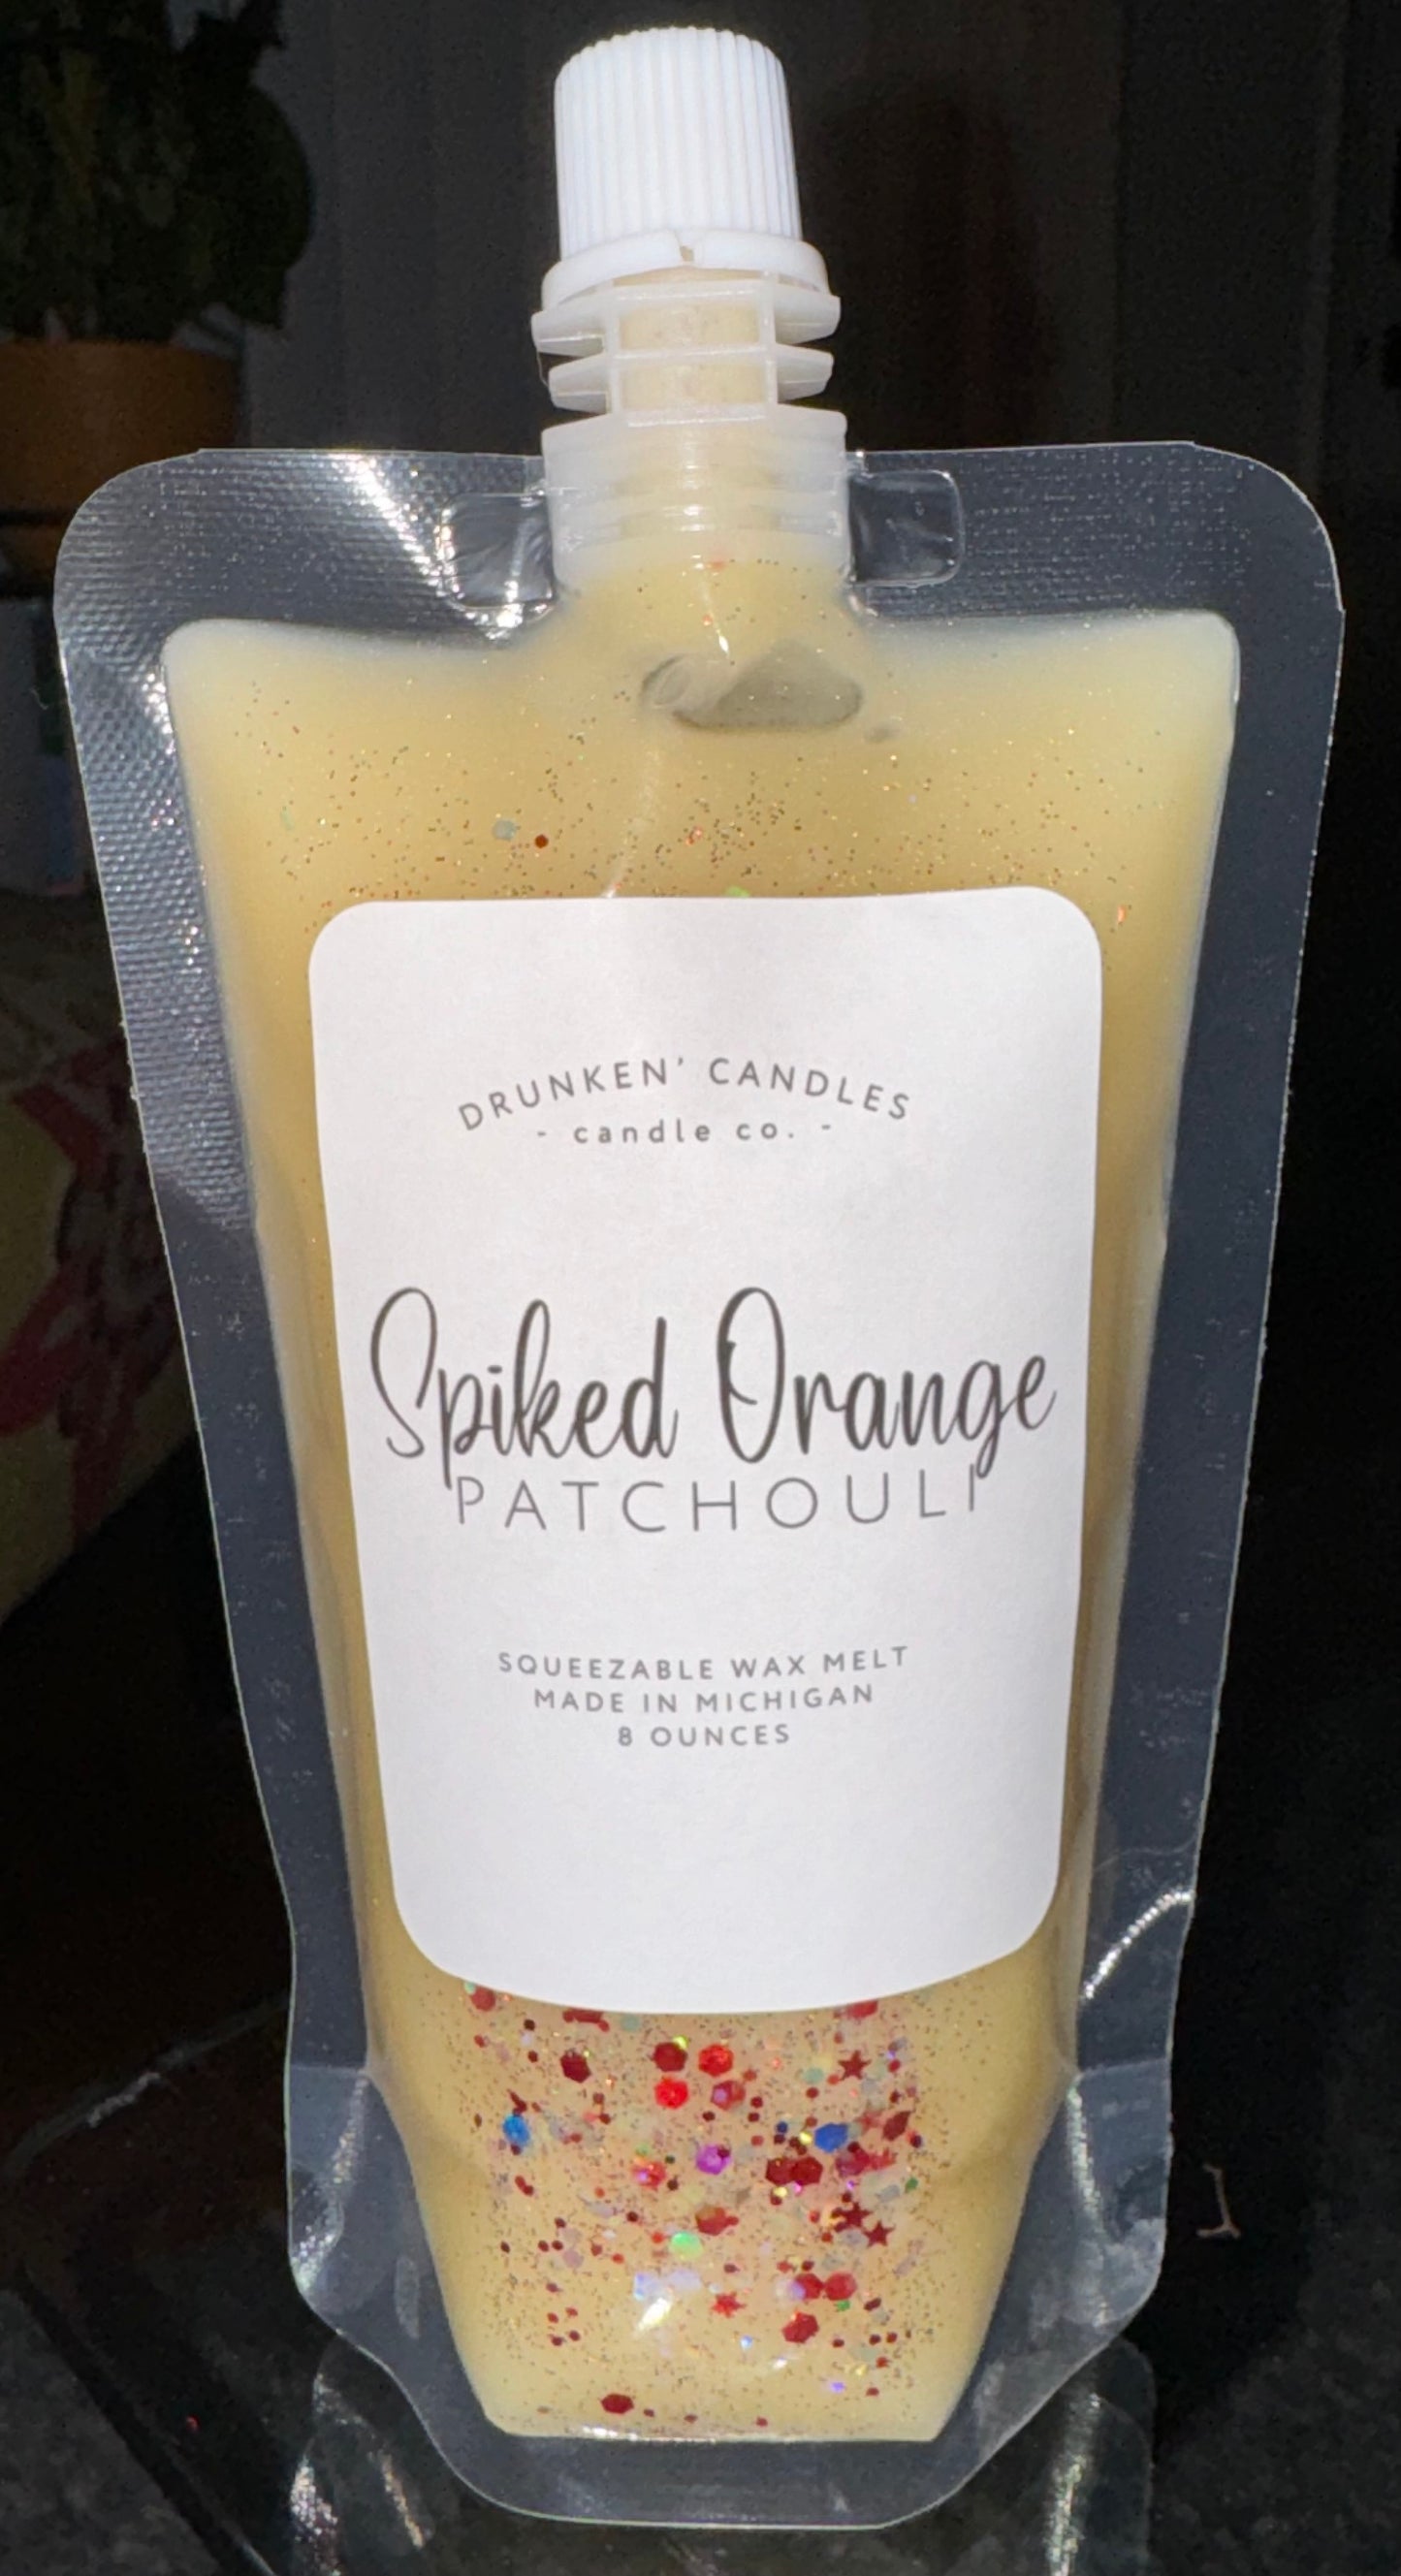 DRUNKEN' CANDLES
- candle co. -
Spiked Orange
PATCHOULI
SQUEEZABLE WAX MELT
MADE IN MICHIGAN
8 OUNCES